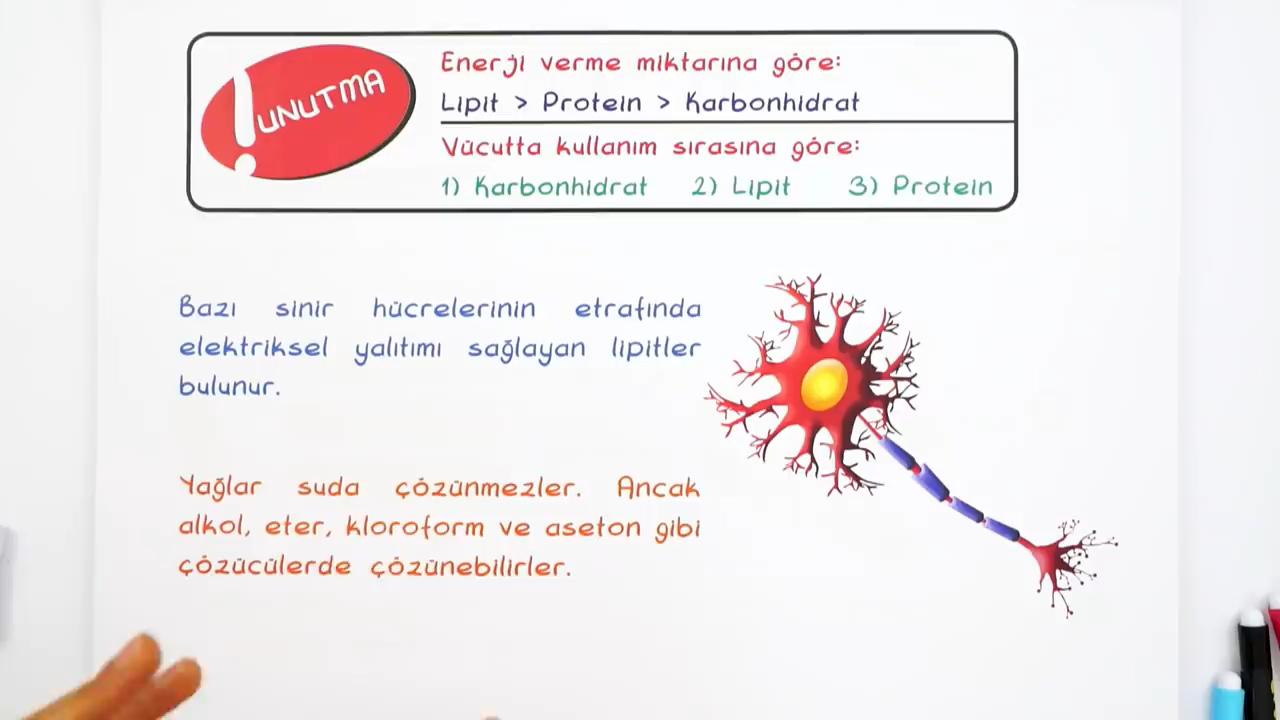 ! UNUTMA
Enerji verme miktarına göre:
Lipit > Protein > Karbonhidrat
Vücutta kullanım sırasına göre:
1) Karbonhidrat 2) Lipit 3) Protein
Bazı sinir hücrelerinin etrafında
elektriksel yalıtımı sağlayan lipitler
bulunur.
Yağlar suda çözünmezler. Ancak
alkol, eter, kloroform ve aseton gibi
çözücülerde çözünebilirler.